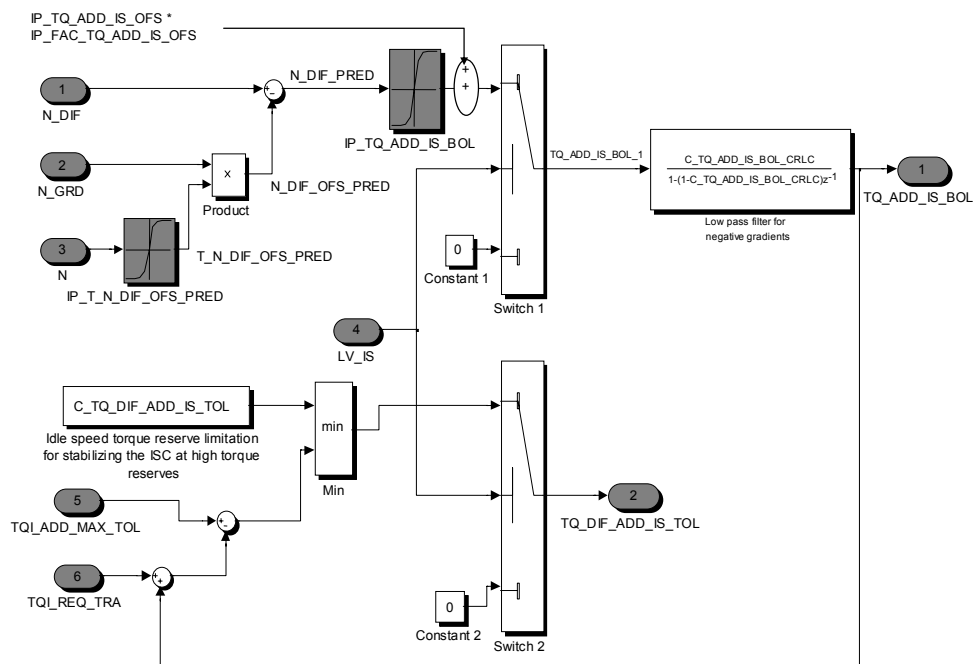 IP_TQ_ADD_IS_OFS *
IP_FAC_TQ_ADD_IS_OFS
1
N_DIF
+
-
N_DIF_PRED
IP_TQ_ADD_IS_BOL
+
+
2
N_GRD
x
Product
N_DIF_OFS_PRED
3
N
IP_T_N_DIF_OFS_PRED
T_N_DIF_OFS_PRED
0
Constant 1
Switch 1
TQ_ADD_IS_BOL_1
C_TQ_ADD_IS_BOL_CRLC
1-(1-C_TQ_ADD_IS_BOL_CRLC)z-1
Low pass filter for
negative gradients
1
TQ_ADD_IS_BOL
4
LV_IS
C_TQ_DIF_ADD_IS_TOL
Idle speed torque reserve limitation
for stabilizing the ISC at high torque
reserves
min
Min
5
TQI_ADD_MAX_TOL
+
-
6
TQI_REQ_TRA
+
+
0
Constant 2
Switch 2
2
TQ_DIF_ADD_IS_TOL